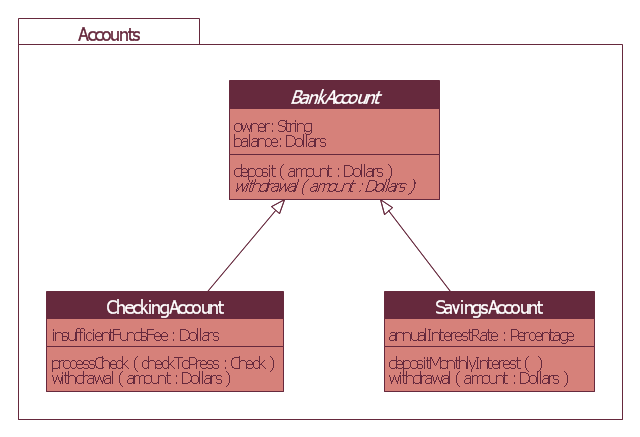 Accounts
BankAccount
owner : String
balance : Dollars
deposit ( amount : Dollars )
withdrawal ( amount : Dollars )
CheckingAccount
insufficientFundsFee : Dollars
processCheck ( checkToPress : Check )
withdrawal ( amount : Dollars )
SavingsAccount
annualInterestRate : Percentage
depositMonthlyInterest ( )
withdrawal ( amount : Dollars )